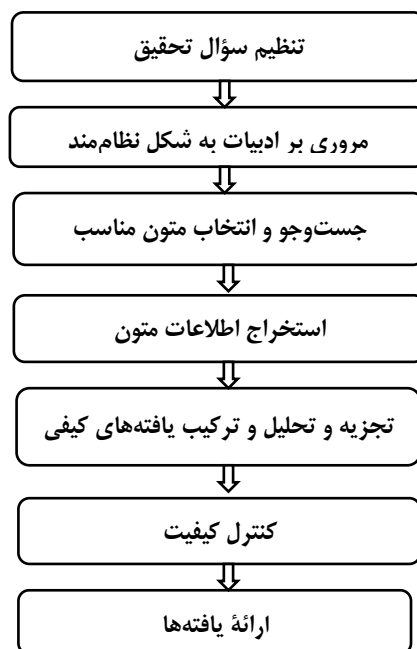 تنظیم سؤال تحقیق
مروری بر ادبیات به شکل نظام‌مند
جست‌وجو و انتخاب متون مناسب
استخراج اطلاعات متون
تجزیه و تحلیل و ترکیب یافته‌های کیفی
کنترل کیفیت
ارائۀ یافته‌ها